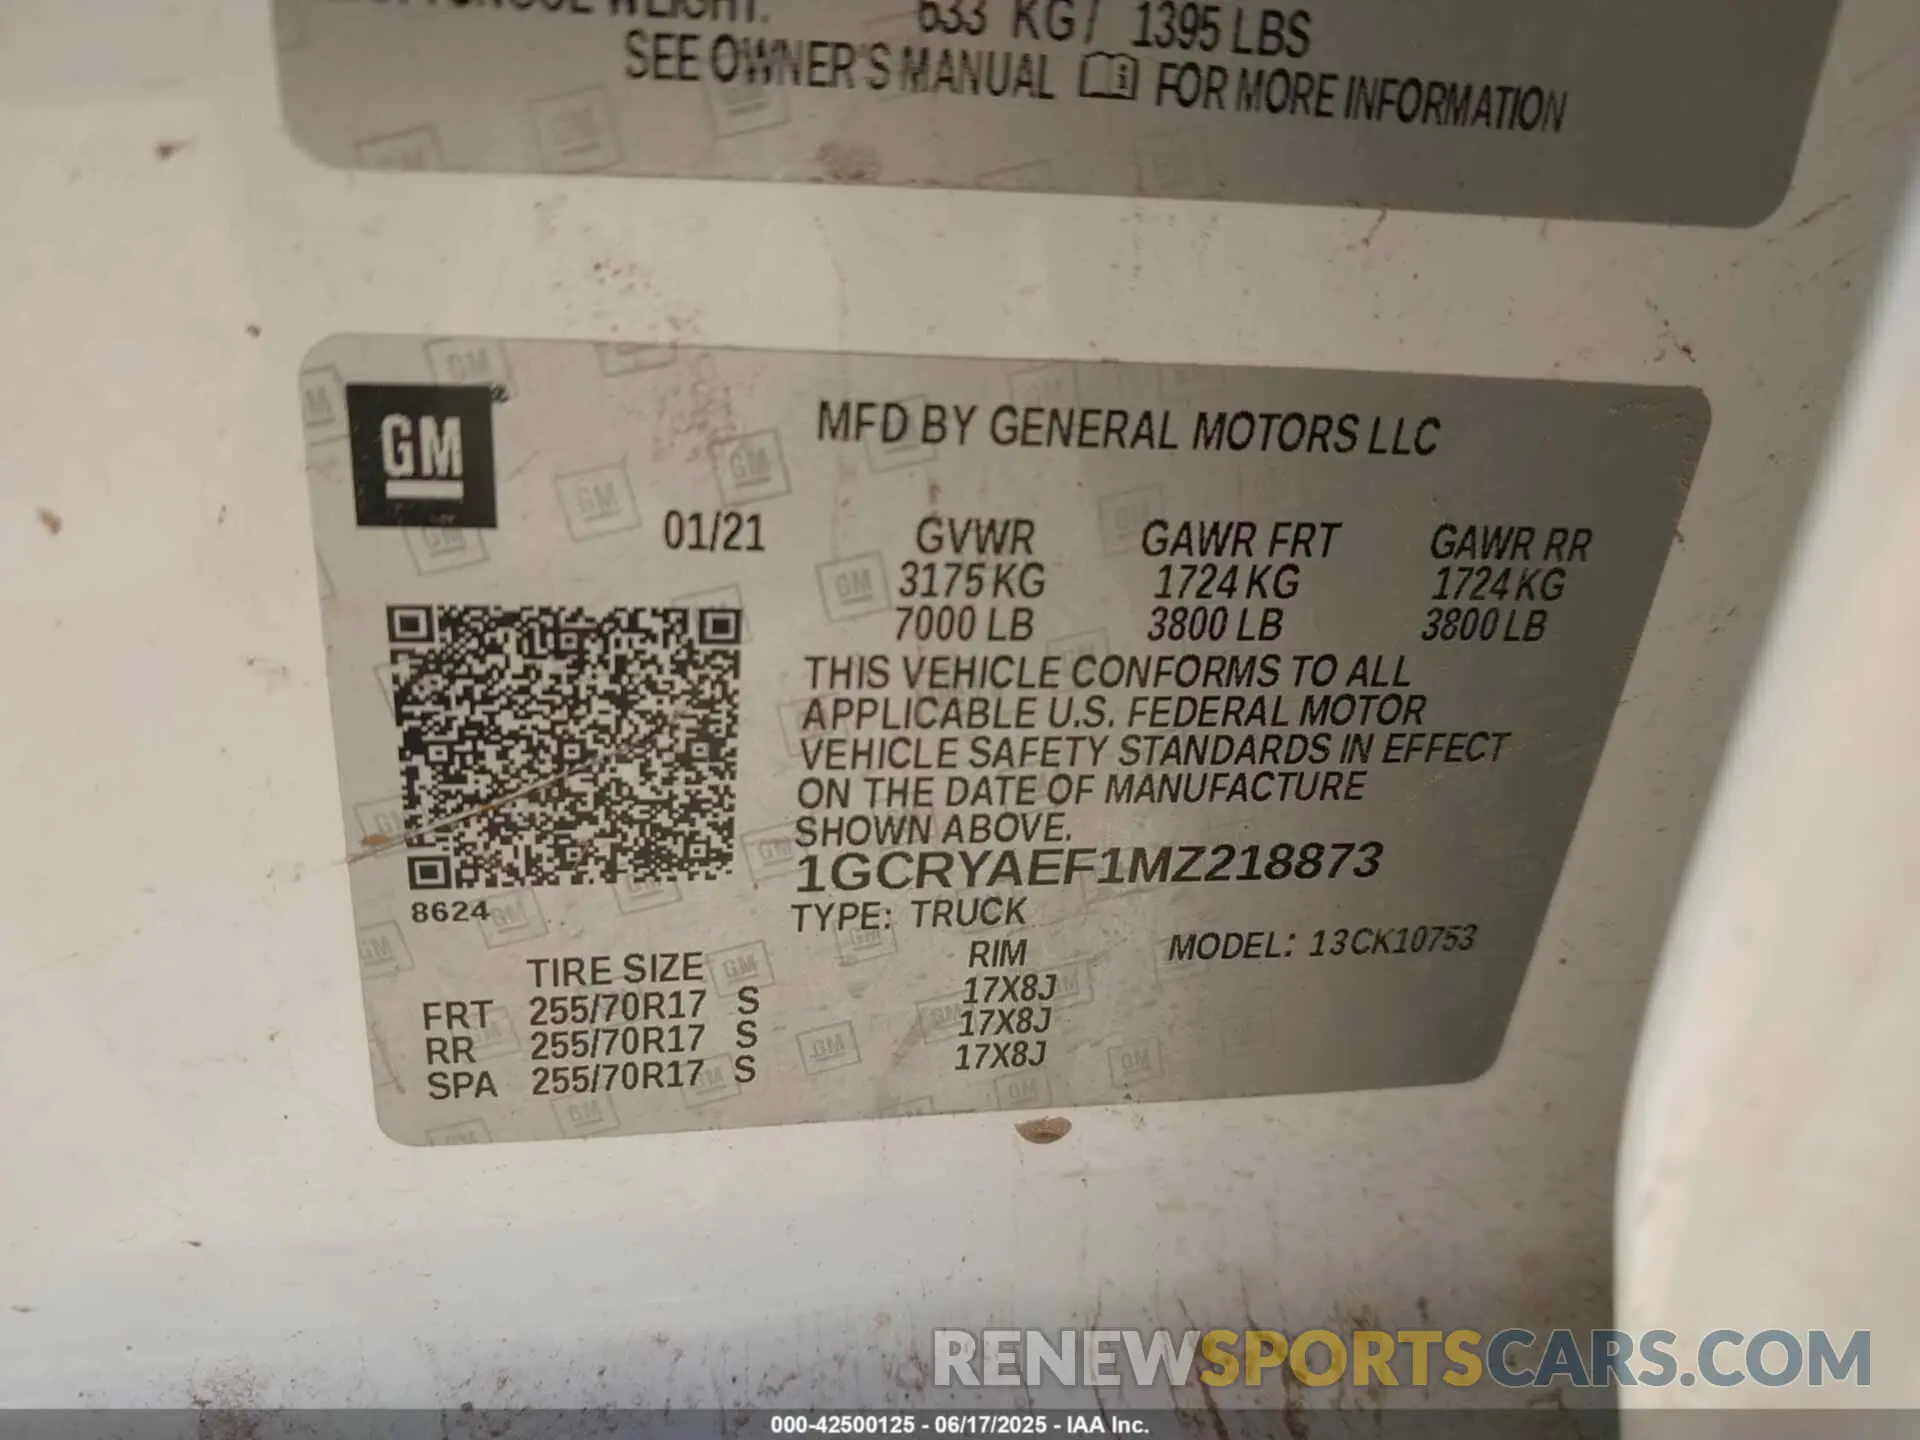 WEIGHT: 633 KG / 1395 LBS
SEE OWNER'S MANUAL FOR MORE INFORMATION
GM
MFD BY GENERAL MOTORS LLC
01/21 GVWR GAWR FRT GAWR RR
3175 KG 1724 KG 1724 KG
7000 LB 3800 LB 3800 LB
THIS VEHICLE CONFORMS TO ALL
APPLICABLE U.S. FEDERAL MOTOR
VEHICLE SAFETY STANDARDS IN EFFECT
ON THE DATE OF MANUFACTURE
SHOWN ABOVE.
1GCRYAEF1MZ218873
8624
TYPE: TRUCK
MODEL: 13CK10753
TIRE SIZE RIM
FRT 255/70R17 S 17X8J
RR 255/70R17 S 17X8J
SPA 255/70R17 S 17X8J
RENEWSPORTSCARS.COM
000-42500125 - 06/17/2025 - IAA Inc.